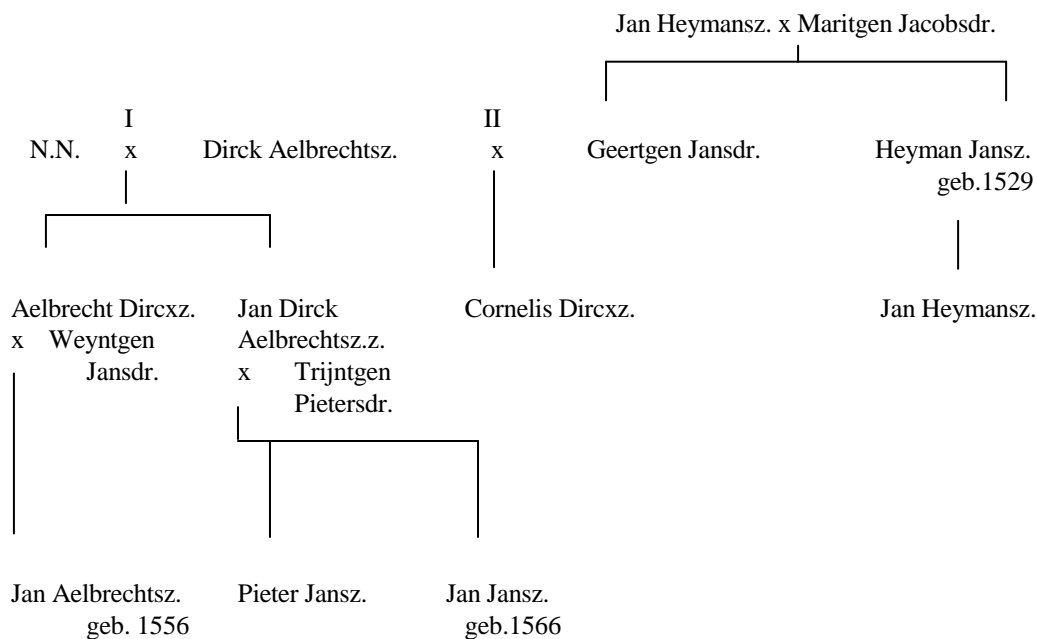 Jan Heymansz. x Maritgen Jacobsdr.
I II
N.N. x Dirck Aelbrechtsz. x Geertgen Jansdr. Heyman Jansz.
geb.1529
Aelbrecht Dircxz. Jan Dirck Cornelis Dircxz. Jan Heymansz.
x Weyntgen Aelbrechtsz.z.
Jansdr. x Trijntgen
Pietersdr.
Jan Aelbrechtsz. Pieter Jansz. Jan Jansz.
geb. 1556 geb.1566